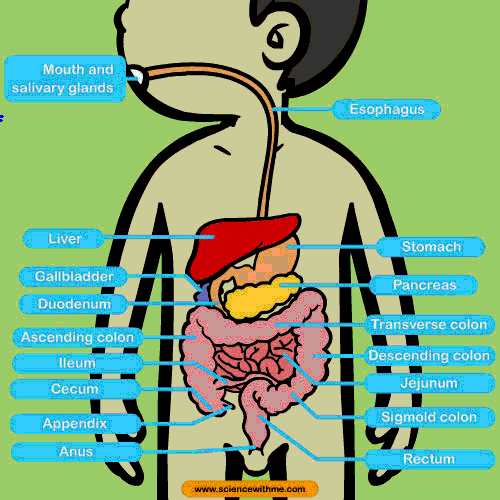 Mouth and
salivary glands
Esophagus
Liver
Stomach
Gallbladder
Pancreas
Duodenum
Transverse colon
Ascending colon
Descending colon
Ileum
Jejunum
Cecum
Sigmold colon
Appendix
Anus
Rectum
www.sciencewithme.com